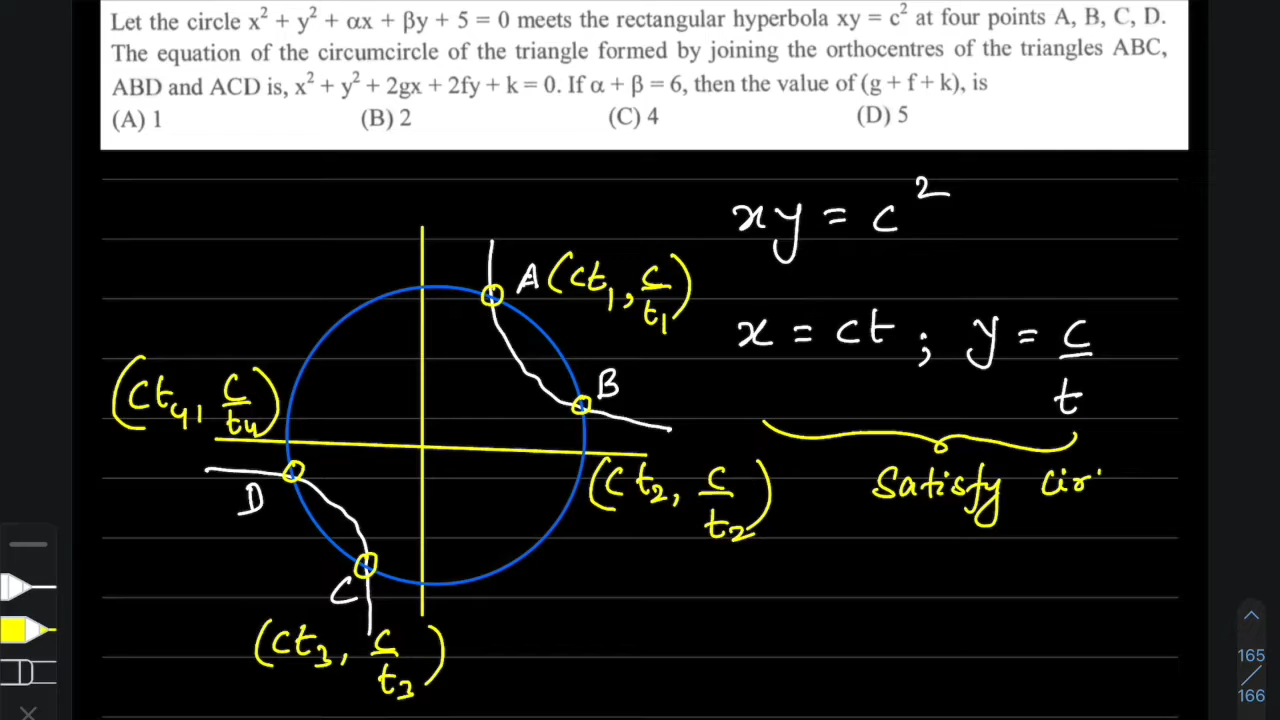 Let the circle x² + y² + αx + βy + 5 = 0 meets the rectangular hyperbola xy = c² at four points A, B, C, D.
The equation of the circumcircle of the triangle formed by joining the orthocentres of the triangles ABC,
ABD and ACD is, x² + y² + 2gx + 2fy + k = 0. If α + β = 6, then the value of (g + f + k), is
(A) 1 (B) 2 (C) 4 (D) 5
xy = c²
A (ct₁, c/t₁)
x = ct ; y = c/t
B
(ct₄, c/t₄)
(ct₂, c/t₂)
Satisfy cir
D
C
(ct₃, c/t₃)
165
/
166